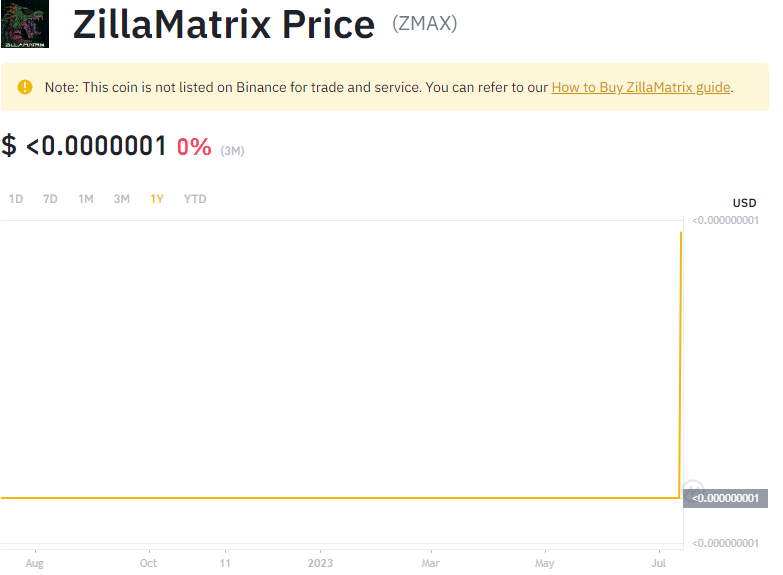 ZILLAMATRIX
ZillaMatrix Price (ZMAX)
Note: This coin is not listed on Binance for trade and service. You can refer to our How to Buy ZillaMatrix guide.
$ <0.0000001 0% (3M)
1D 7D 1M 3M 1Y YTD
USD
<0.000000001
<0.000000001
<0.000000001
Aug Oct 11 2023 Mar May Jul